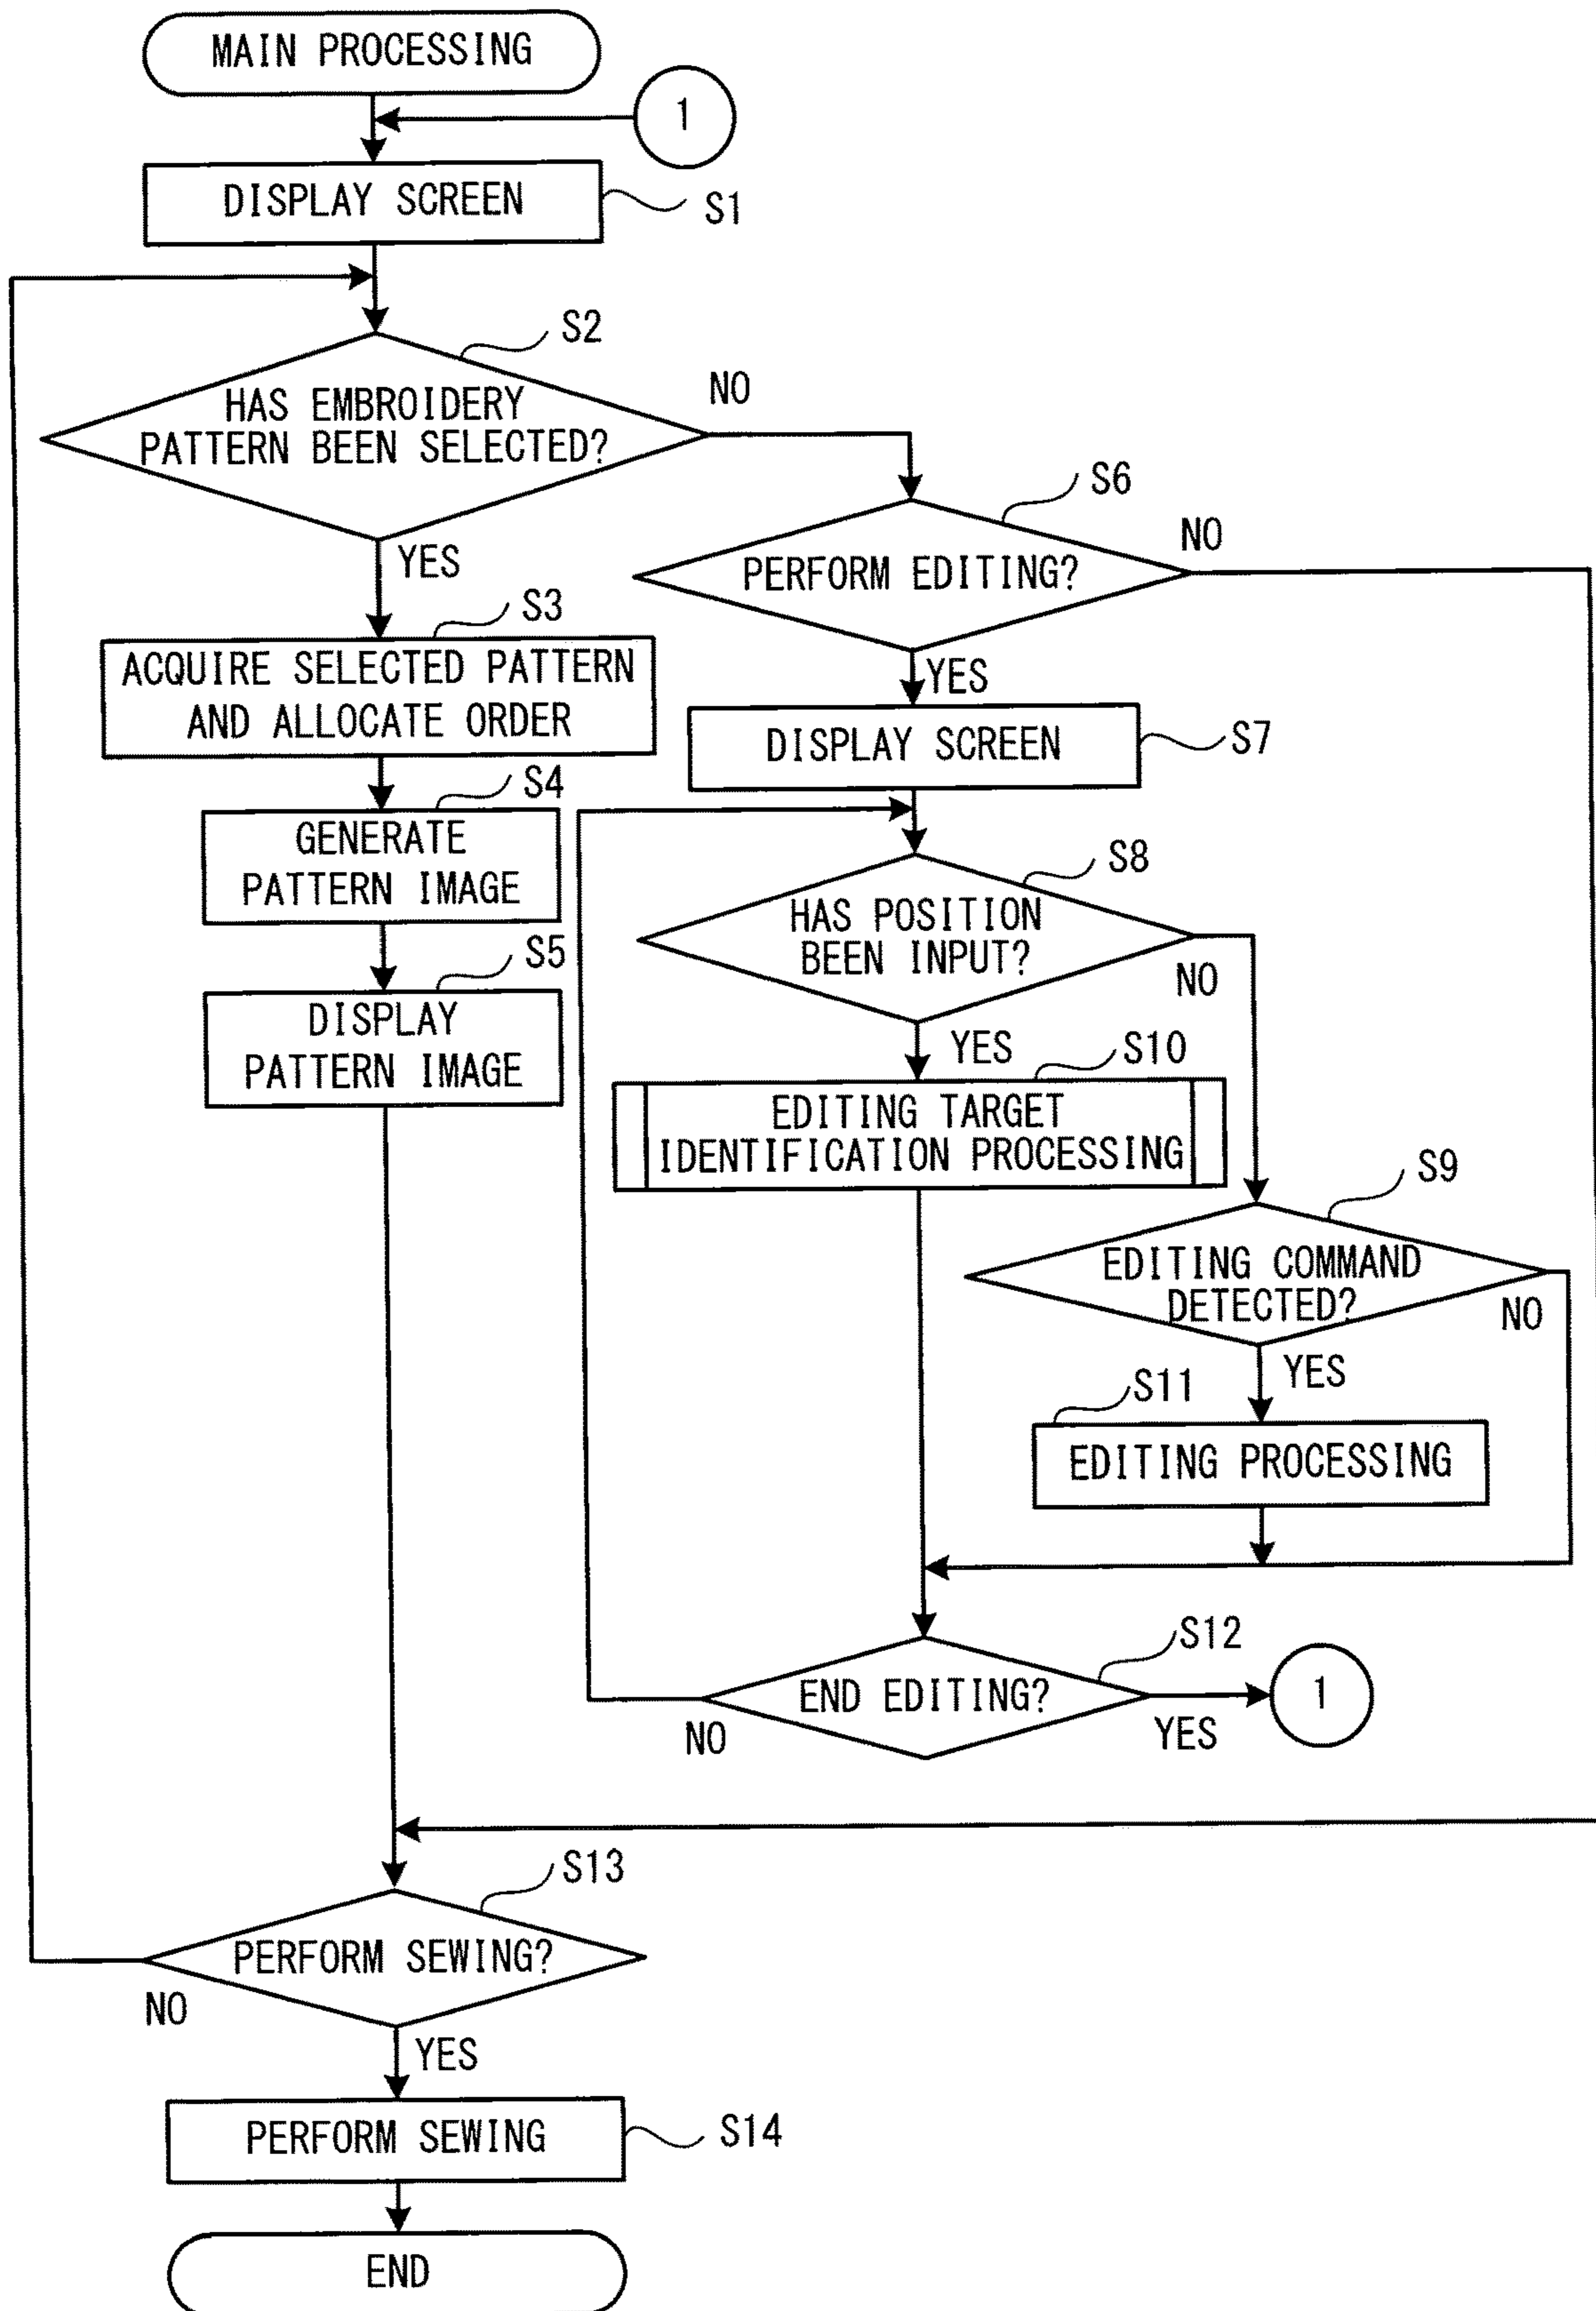 MAIN PROCESSING
1
DISPLAY SCREEN
S1
S2
HAS EMBROIDERY
PATTERN BEEN SELECTED?
NO
YES
S6
PERFORM EDITING?
NO
YES
S3
ACQUIRE SELECTED PATTERN
AND ALLOCATE ORDER
DISPLAY SCREEN
S7
S4
GENERATE
PATTERN IMAGE
S8
HAS POSITION
BEEN INPUT?
NO
YES
S5
DISPLAY
PATTERN IMAGE
S10
EDITING TARGET
IDENTIFICATION PROCESSING
S9
EDITING COMMAND
DETECTED?
NO
YES
S11
EDITING PROCESSING
S12
END EDITING?
NO
YES
1
S13
PERFORM SEWING?
NO
YES
PERFORM SEWING
S14
END